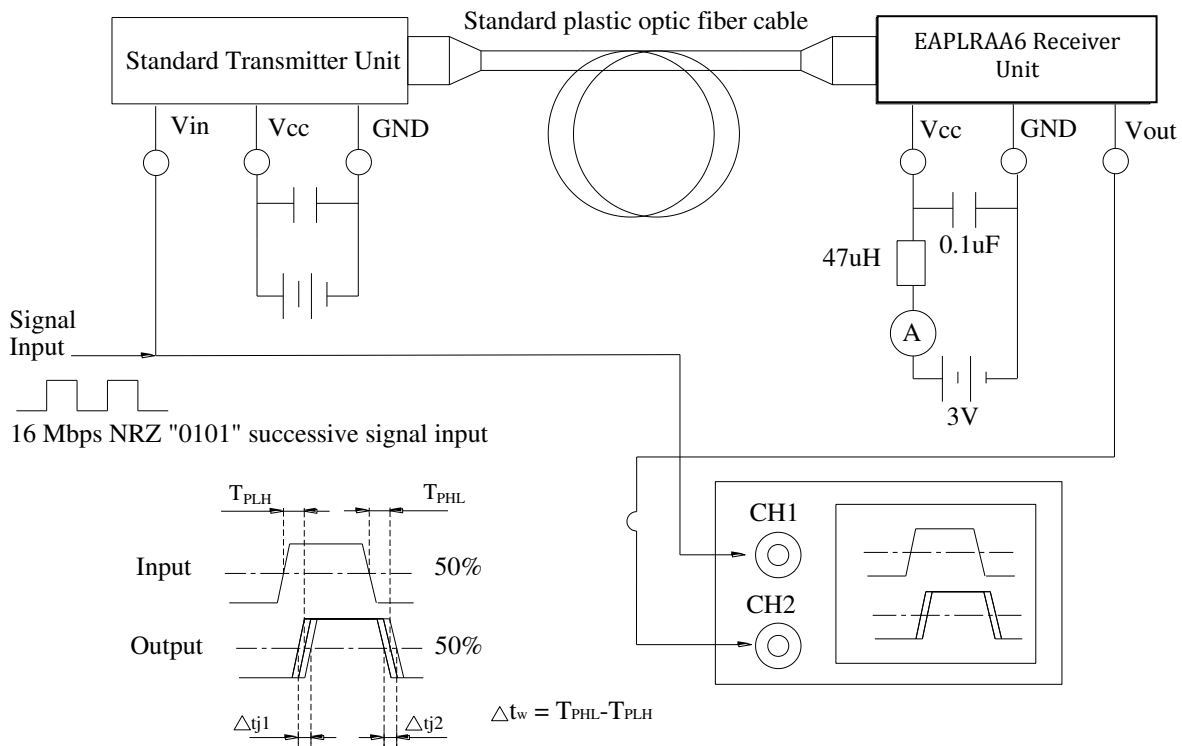 Standard plastic optic fiber cable
Standard Transmitter Unit
EAPLRAA6 Receiver
Unit
Vin
Vcc
GND
Vcc
GND
Vout
0.1uF
47uH
A
3V
Signal
Input
16 Mbps NRZ "0101" successive signal input
TPLH
TPHL
Input
50%
Output
50%
△tj1
△tj2
△tw = TPHL-TPLH
CH1
CH2